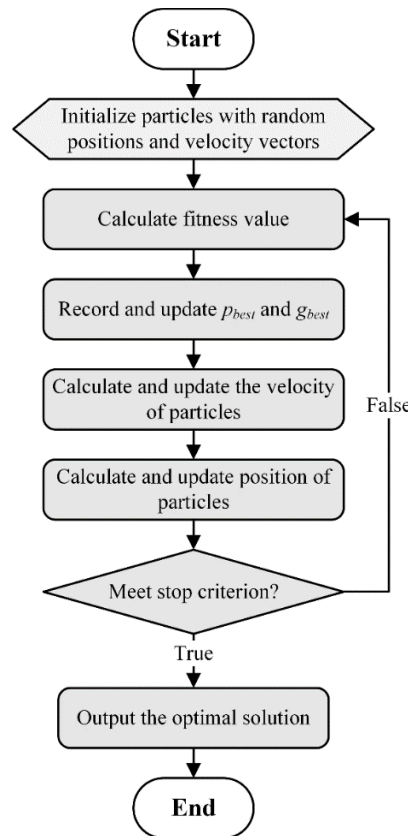 Start
Initialize particles with random
positions and velocity vectors
Calculate fitness value
Record and update pbest and gbest
Calculate and update the velocity
of particles
False
Calculate and update position of
particles
Meet stop criterion?
True
Output the optimal solution
End